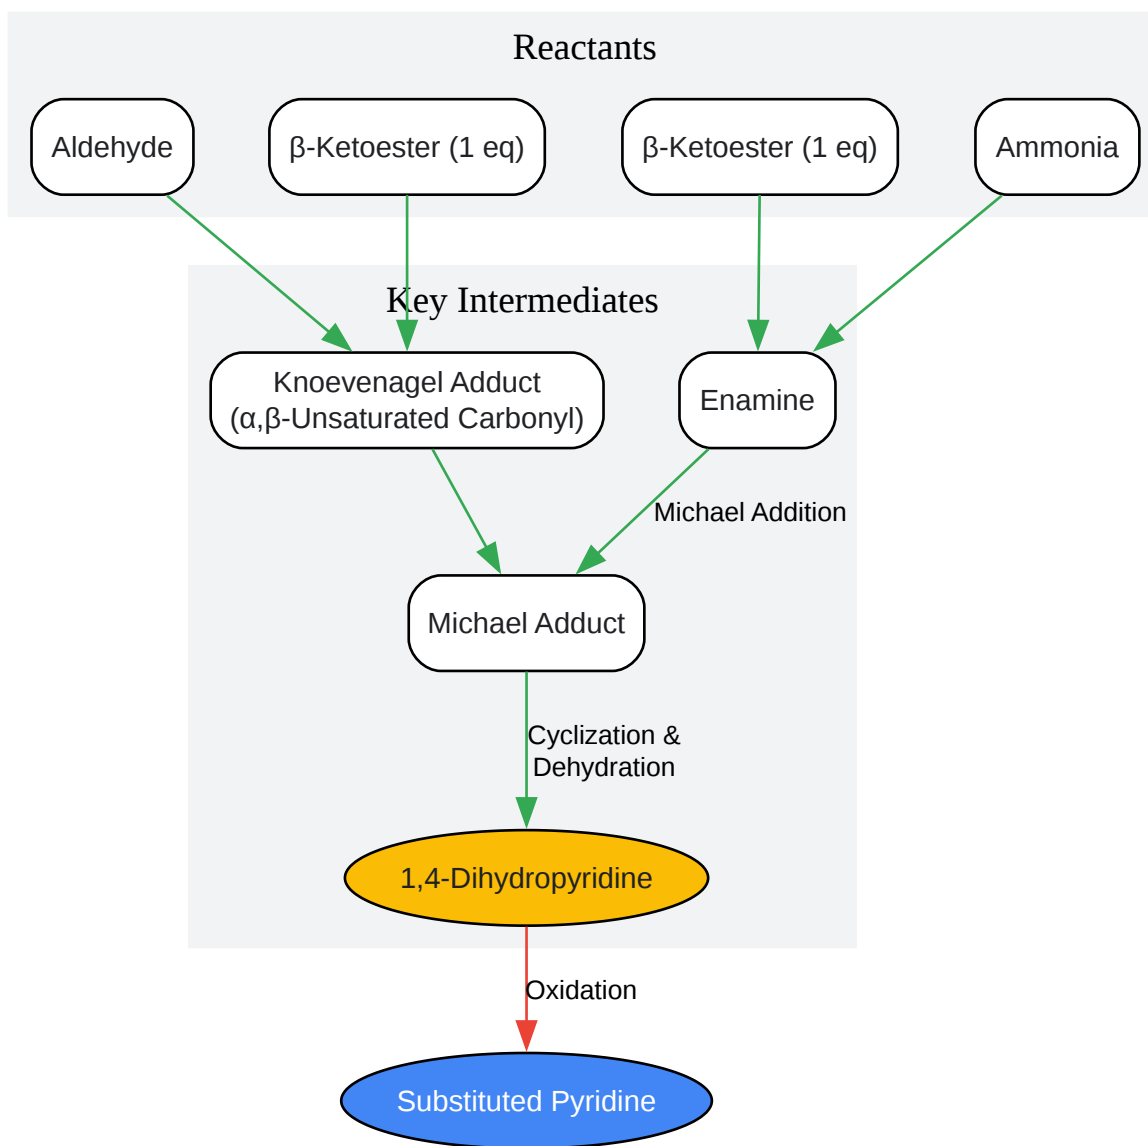 Reactants
Aldehyde
β-Ketoester (1 eq)
β-Ketoester (1 eq)
Ammonia
Key Intermediates
Knoevenagel Adduct
(α,β-Unsaturated Carbonyl)
Enamine
Michael Addition
Michael Adduct
Cyclization &
Dehydration
1,4-Dihydropyridine
Oxidation
Substituted Pyridine